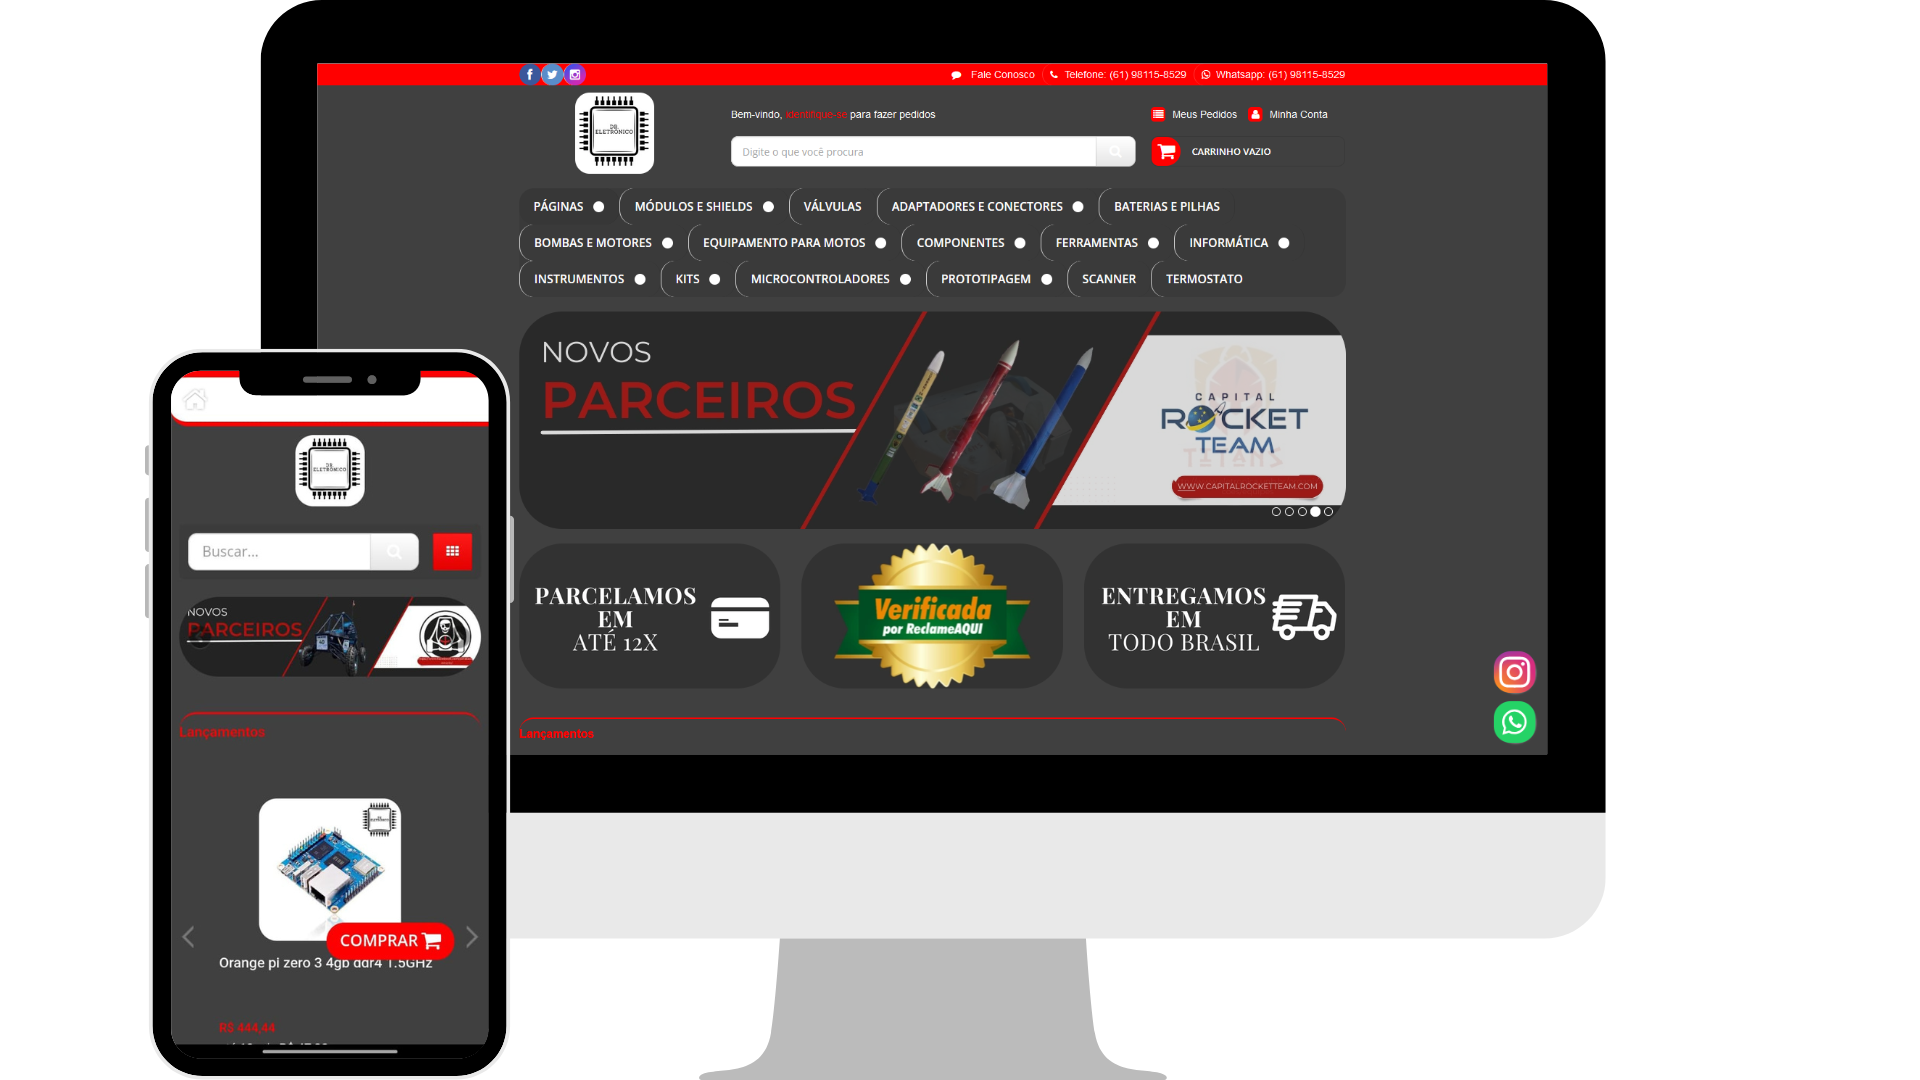 Fale Conosco
Telefone: (61) 98115-8529
Whatsapp: (61) 98115-8529
DR.
ELETRÔNICO
Bem-vindo, identifique-se para fazer pedidos
Meus Pedidos
Minha Conta
Digite o que você procura
CARRINHO VAZIO
PÁGINAS
MÓDULOS E SHIELDS
VÁLVULAS
ADAPTADORES E CONECTORES
BATERIAS E PILHAS
BOMBAS E MOTORES
EQUIPAMENTO PARA MOTOS
COMPONENTES
FERRAMENTAS
INFORMÁTICA
INSTRUMENTOS
KITS
MICROCONTROLADORES
PROTOTIPAGEM
SCANNER
TERMOSTATO
NOVOS
PARCEIROS
CAPITAL
ROCKET
TEAM
TITANS
WWW.CAPITALROCKETTEAM.COM
PARCELAMOS
EM
ATÉ 12X
Verificada
por ReclameAQUI
ENTREGAMOS
EM
TODO BRASIL
Lançamentos
DR.
ELETRÔNICO
Buscar...
NOVOS
PARCEIROS
Lançamentos
COMPRAR
Orange pi zero 3 4gb ddr4 1.5GHz
R$ 444,44